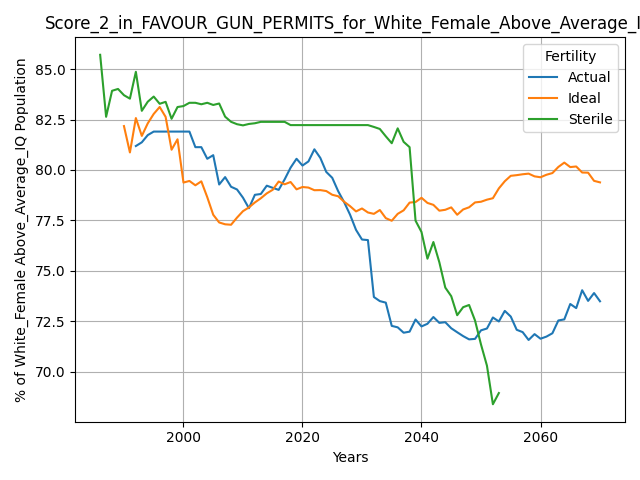 Score_2_in_FAVOUR_GUN_PERMITS_for_White_Female_Above_Average_I
% of White_Female Above_Average_IQ Population
85.0
82.5
80.0
77.5
75.0
72.5
70.0
Fertility
Actual
Ideal
Sterile
2000
2020
2040
2060
Years